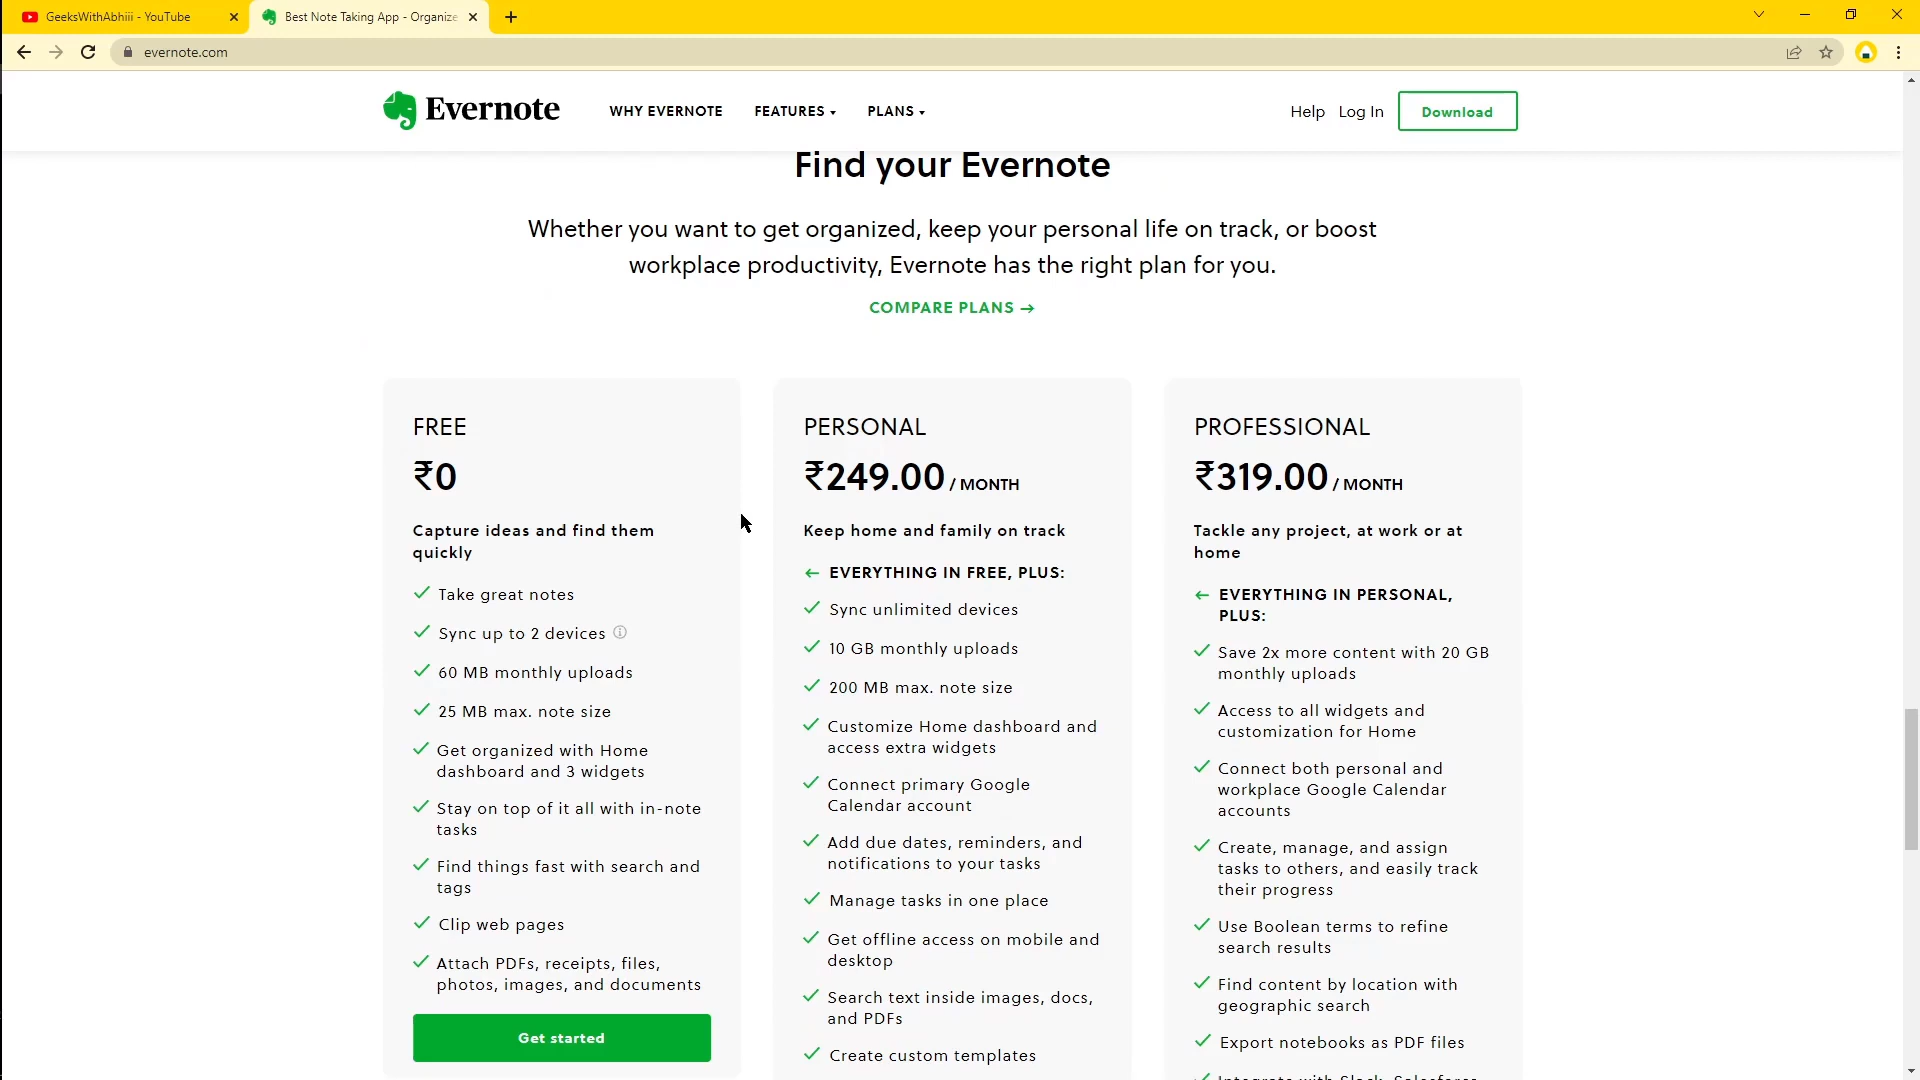 GeeksWithAbhiii - YouTube
Best Note Taking App - Organize
evernote.com
Evernote
WHY EVERNOTE
FEATURES
PLANS
Help
Log In
Download
Find your Evernote
Whether you want to get organized, keep your personal life on track, or boost
workplace productivity, Evernote has the right plan for you.
COMPARE PLANS →
FREE
₹0
Capture ideas and find them
quickly
Take great notes
Sync up to 2 devices
60 MB monthly uploads
25 MB max. note size
Get organized with Home
dashboard and 3 widgets
Stay on top of it all with in-note
tasks
Find things fast with search and
tags
Clip web pages
Attach PDFs, receipts, files,
photos, images, and documents
Get started
PERSONAL
₹249.00 / MONTH
Keep home and family on track
← EVERYTHING IN FREE, PLUS:
Sync unlimited devices
10 GB monthly uploads
200 MB max. note size
Customize Home dashboard and
access extra widgets
Connect primary Google
Calendar account
Add due dates, reminders, and
notifications to your tasks
Manage tasks in one place
Get offline access on mobile and
desktop
Search text inside images, docs,
and PDFs
Create custom templates
PROFESSIONAL
₹319.00 / MONTH
Tackle any project, at work or at
home
← EVERYTHING IN PERSONAL,
PLUS:
Save 2x more content with 20 GB
monthly uploads
Access to all widgets and
customization for Home
Connect both personal and
workplace Google Calendar
accounts
Create, manage, and assign
tasks to others, and easily track
their progress
Use Boolean terms to refine
search results
Find content by location with
geographic search
Export notebooks as PDF files
Integrate with Slack, Salesforce